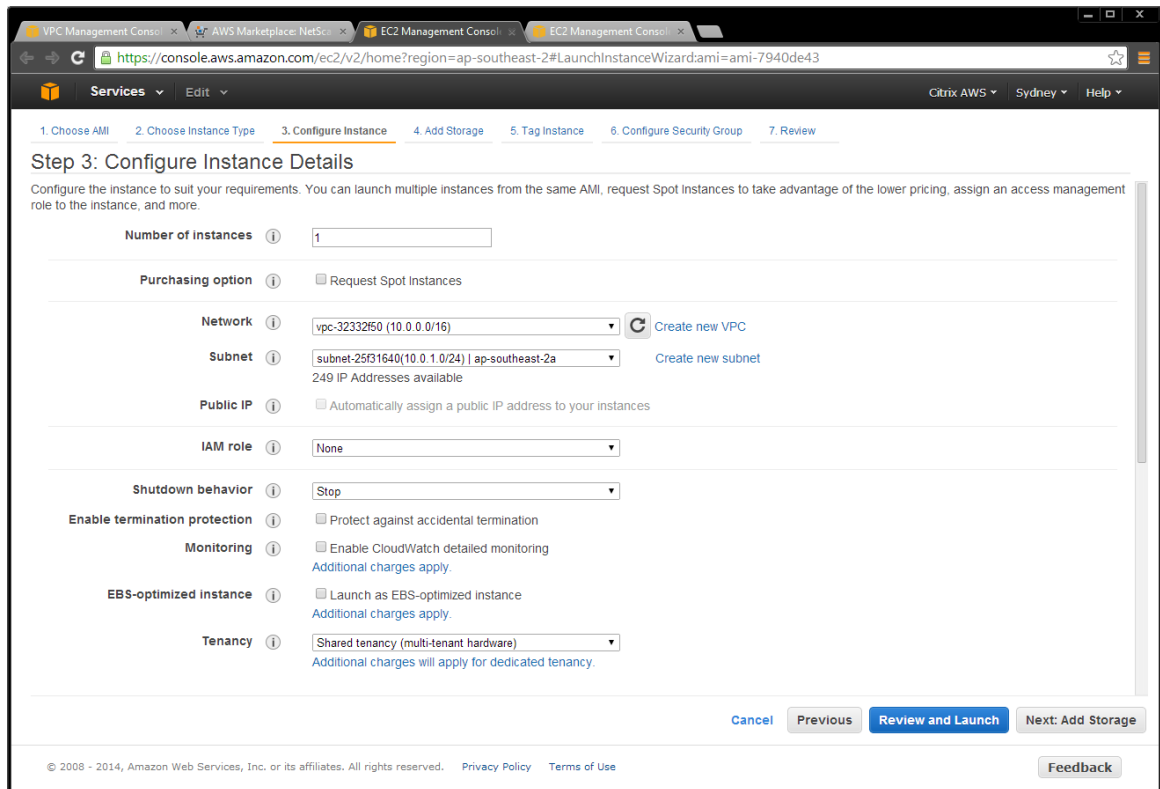 VPC Management Consol
AWS Marketplace: NetSca
EC2 Management Consol
EC2 Management Consol
https://console.aws.amazon.com/ec2/v2/home?region=ap-southeast-2#LaunchInstanceWizard:ami=ami-7940de43
Services Edit Citrix AWS Sydney Help
1. Choose AMI 2. Choose Instance Type 3. Configure Instance 4. Add Storage 5. Tag Instance 6. Configure Security Group 7. Review
Step 3: Configure Instance Details
Configure the instance to suit your requirements. You can launch multiple instances from the same AMI, request Spot Instances to take advantage of the lower pricing, assign an access management
role to the instance, and more.
Number of instances 1
Purchasing option Request Spot Instances
Network vpc-32332f50 (10.0.0.0/16) Create new VPC
Subnet subnet-25f31640(10.0.1.0/24) | ap-southeast-2a Create new subnet
249 IP Addresses available
Public IP Automatically assign a public IP address to your instances
IAM role None
Shutdown behavior Stop
Enable termination protection Protect against accidental termination
Monitoring Enable CloudWatch detailed monitoring
Additional charges apply.
EBS-optimized instance Launch as EBS-optimized instance
Additional charges apply.
Tenancy Shared tenancy (multi-tenant hardware)
Additional charges will apply for dedicated tenancy.
Cancel Previous Review and Launch Next: Add Storage
© 2008 - 2014, Amazon Web Services, Inc. or its affiliates. All rights reserved. Privacy Policy Terms of Use Feedback